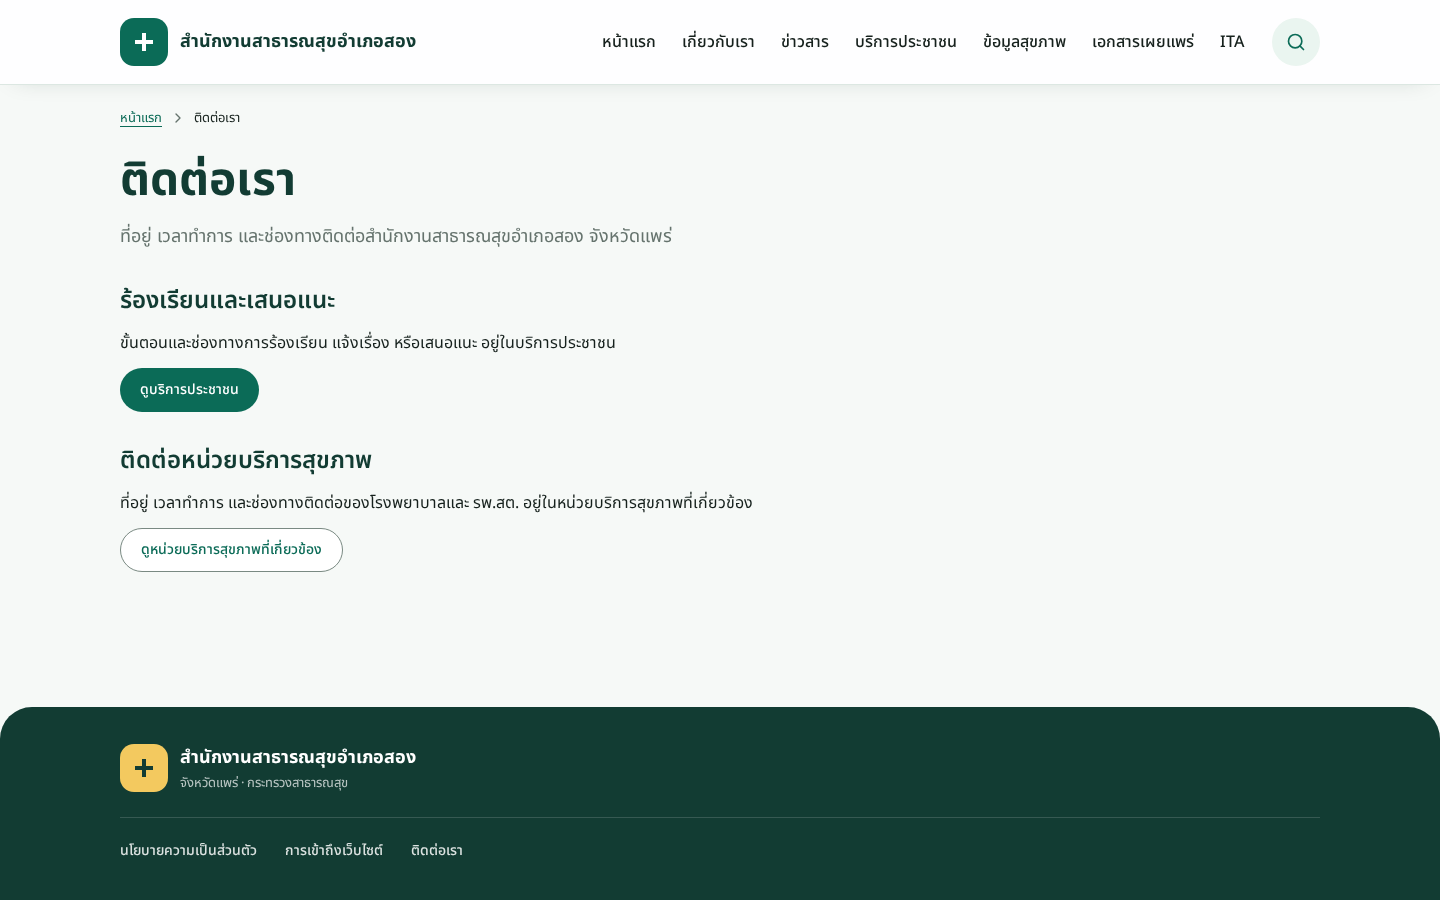 สำนักงานสาธารณสุขอำเภอสอง
หน้าแรก เกี่ยวกับเรา ข่าวสาร บริการประชาชน ข้อมูลสุขภาพ เอกสารเผยแพร่ ITA
หน้าแรก ติดต่อเรา
ติดต่อเรา
ที่อยู่ เวลาทำการ และช่องทางติดต่อสำนักงานสาธารณสุขอำเภอสอง จังหวัดแพร่
ร้องเรียนและเสนอแนะ
ขั้นตอนและช่องทางการร้องเรียน แจ้งเรื่อง หรือเสนอแนะ อยู่ในบริการประชาชน
ดูบริการประชาชน
ติดต่อหน่วยบริการสุขภาพ
ที่อยู่ เวลาทำการ และช่องทางติดต่อของโรงพยาบาลและ รพ.สต. อยู่ในหน่วยบริการสุขภาพที่เกี่ยวข้อง
ดูหน่วยบริการสุขภาพที่เกี่ยวข้อง
สำนักงานสาธารณสุขอำเภอสอง
จังหวัดแพร่ · กระทรวงสาธารณสุข
นโยบายความเป็นส่วนตัว การเข้าถึงเว็บไซต์ ติดต่อเรา